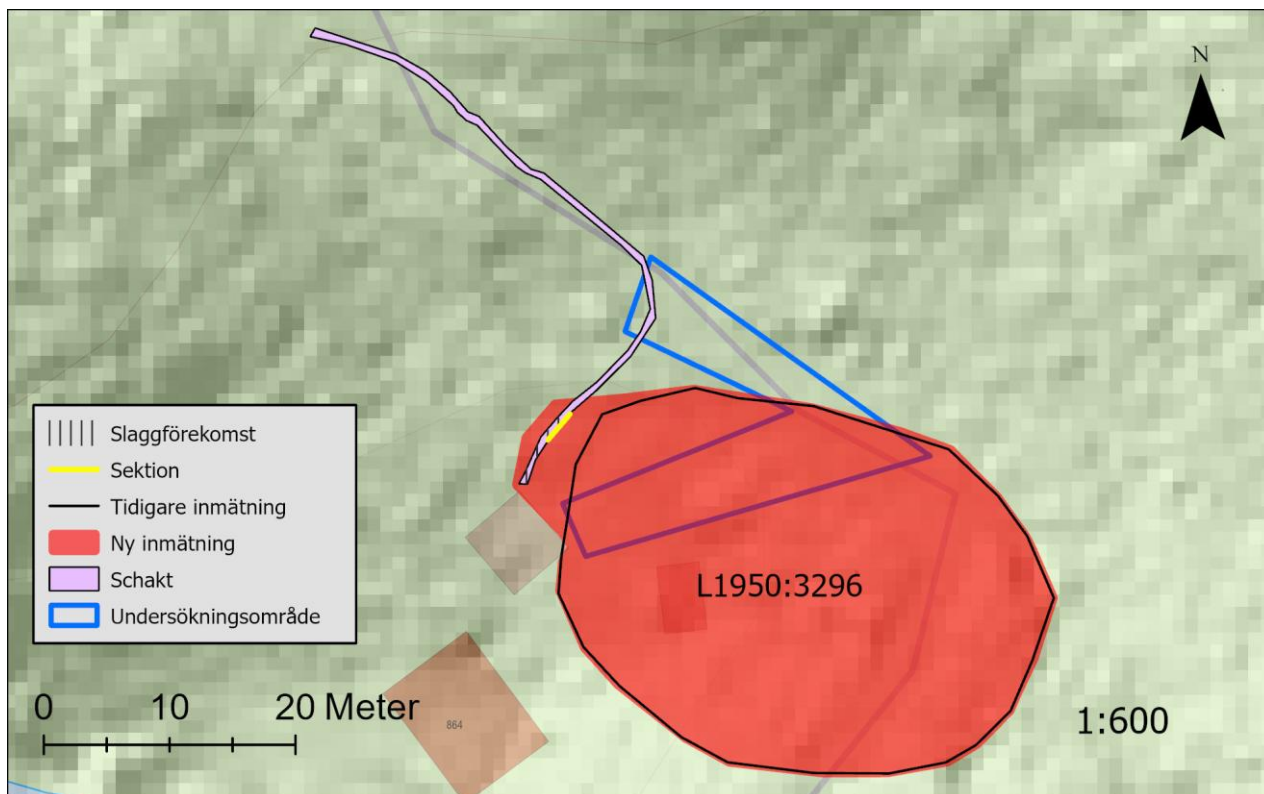 N
Slaggförekomst
Sektion
Tidigare inmätning
Ny inmätning
Schakt
Undersökningsområde
L1950:3296
0 10 20 Meter
864
1:600